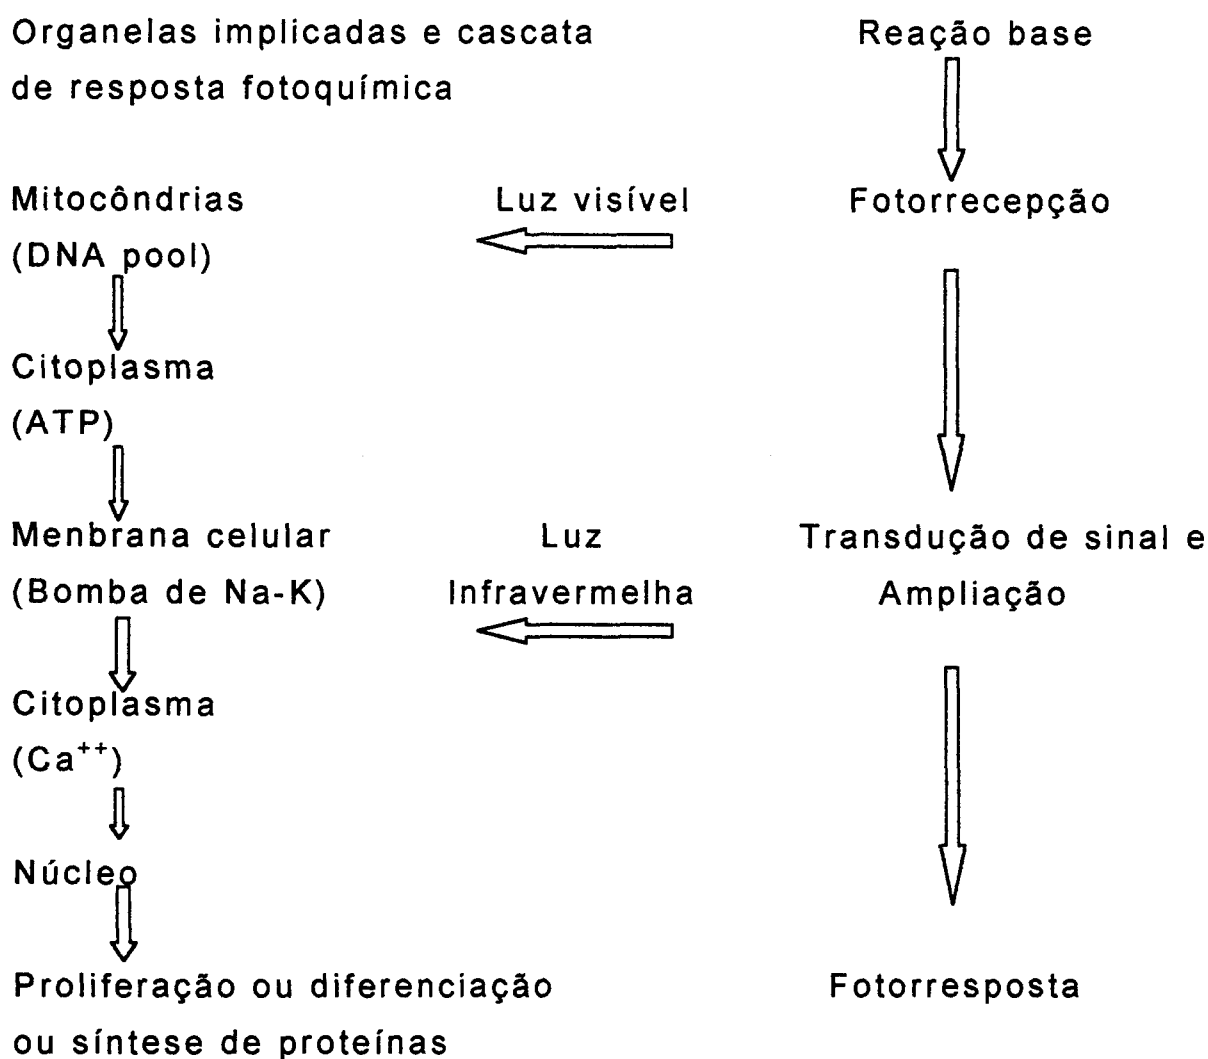 Organelas implicadas e cascata
de resposta fotoquímica
Reação base
Mitocôndrias
(DNA pool)
Luz visível
Fotorrecepção
Citoplasma
(ATP)
Menbrana celular
(Bomba de Na-K)
Luz
Infravermelha
Transdução de sinal e
Ampliação
Citoplasma
(Ca⁺⁺)
Núcleo
Proliferação ou diferenciação
ou síntese de proteínas
Fotorresposta